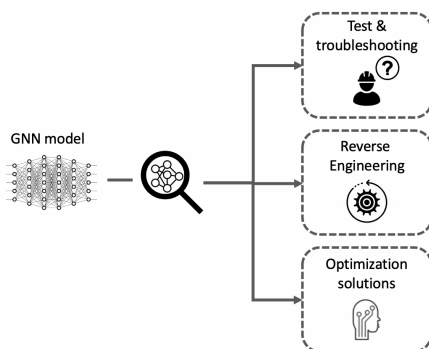 Test &
troubleshooting
?
GNN model
Reverse
Engineering
Optimization
solutions